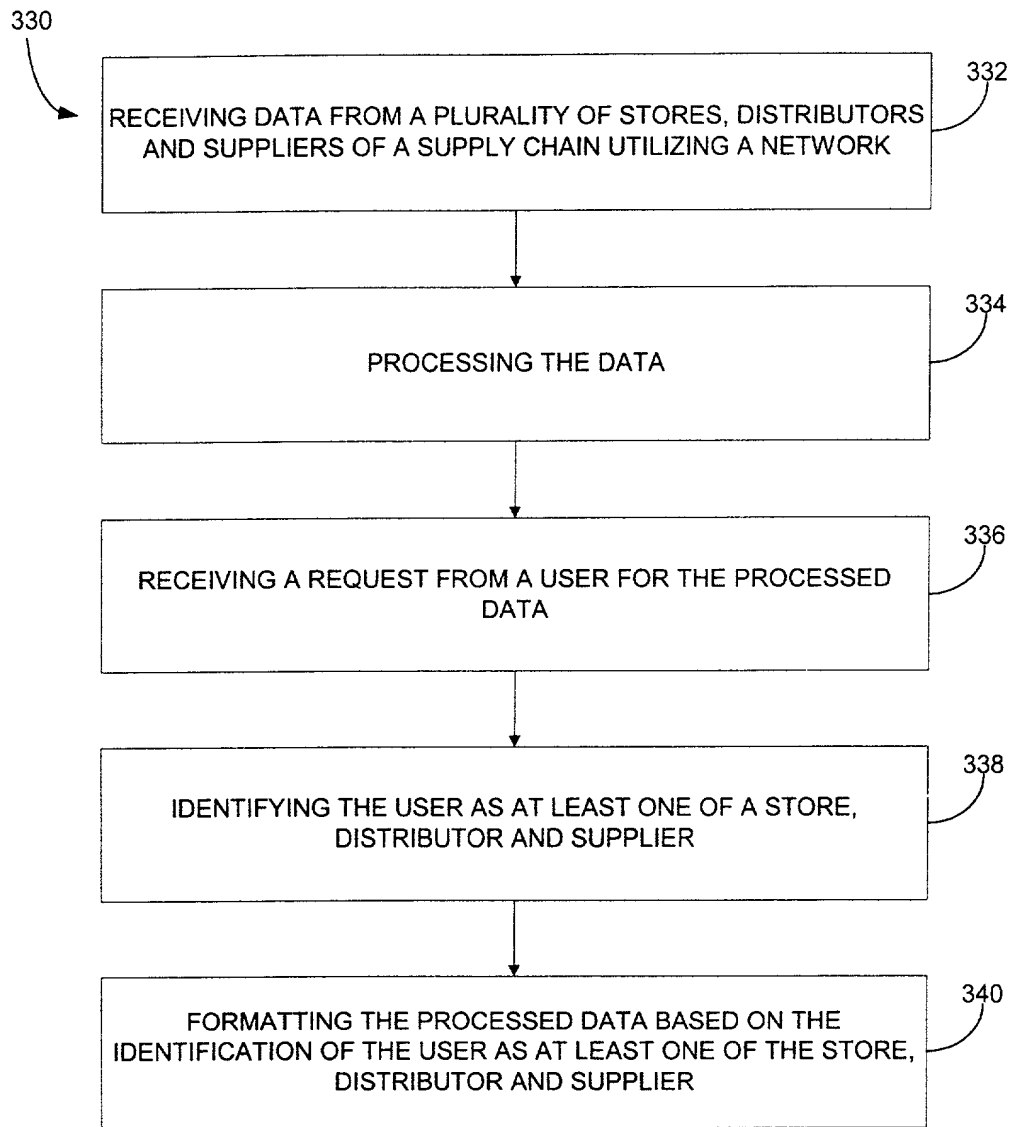 330
332
RECEIVING DATA FROM A PLURALITY OF STORES, DISTRIBUTORS
AND SUPPLIERS OF A SUPPLY CHAIN UTILIZING A NETWORK
334
PROCESSING THE DATA
336
RECEIVING A REQUEST FROM A USER FOR THE PROCESSED
DATA
338
IDENTIFYING THE USER AS AT LEAST ONE OF A STORE,
DISTRIBUTOR AND SUPPLIER
340
FORMATTING THE PROCESSED DATA BASED ON THE
IDENTIFICATION OF THE USER AS AT LEAST ONE OF THE STORE,
DISTRIBUTOR AND SUPPLIER